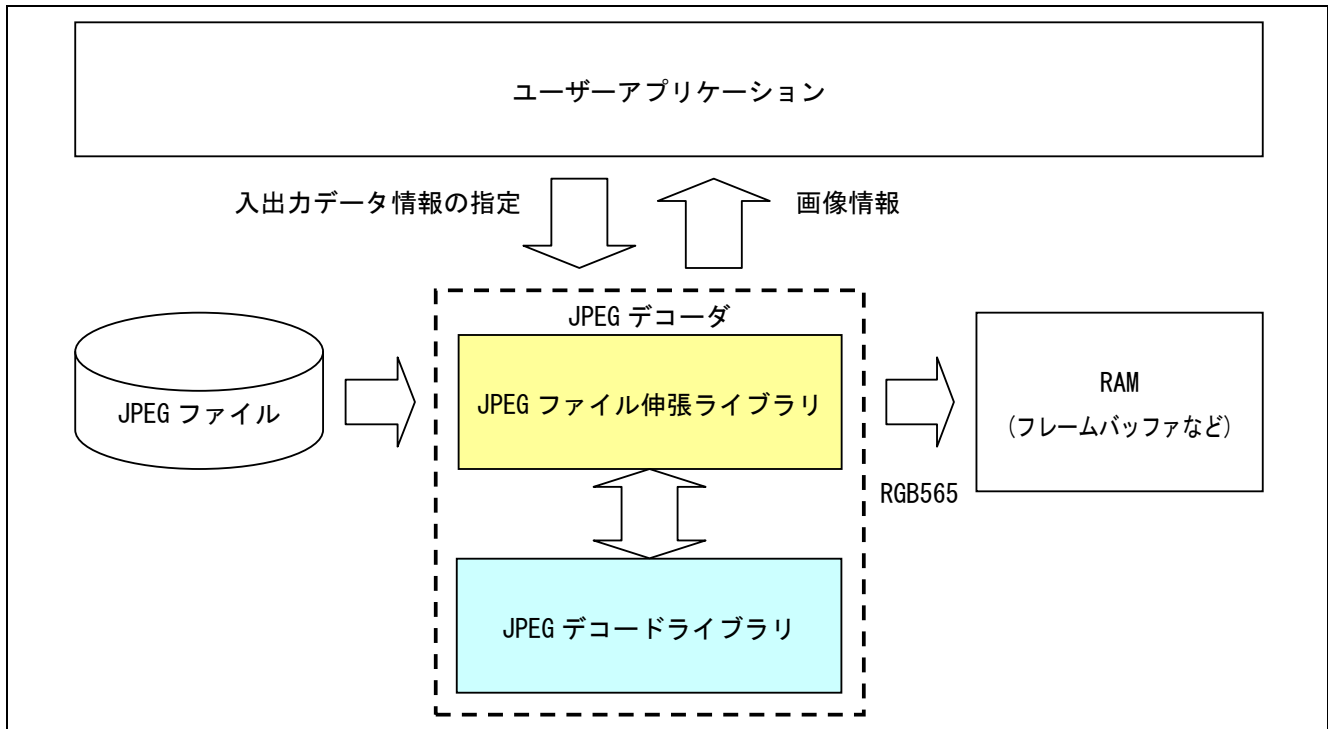 ユーザーアプリケーション
入出力データ情報の指定
画像情報
JPEG デコーダ
JPEG ファイル
JPEG ファイル伸張ライブラリ
RAM
(フレームバッファなど)
RGB565
JPEG デコードライブラリ